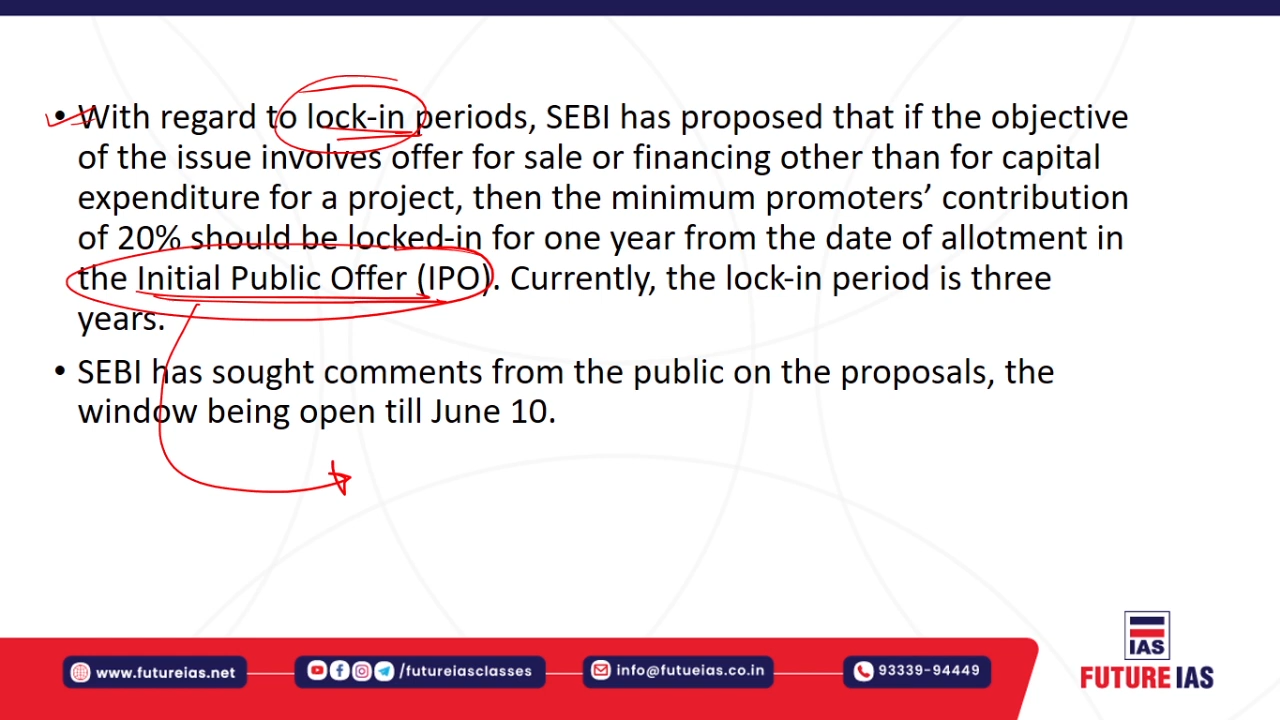 • With regard to lock-in periods, SEBI has proposed that if the objective
of the issue involves offer for sale or financing other than for capital
expenditure for a project, then the minimum promoters’ contribution
of 20% should be locked-in for one year from the date of allotment in
the Initial Public Offer (IPO). Currently, the lock-in period is three
years.
• SEBI has sought comments from the public on the proposals, the
window being open till June 10.
IAS
FUTURE IAS
www.futureias.net
/futureiasclasses
info@futueias.co.in
93339-94449